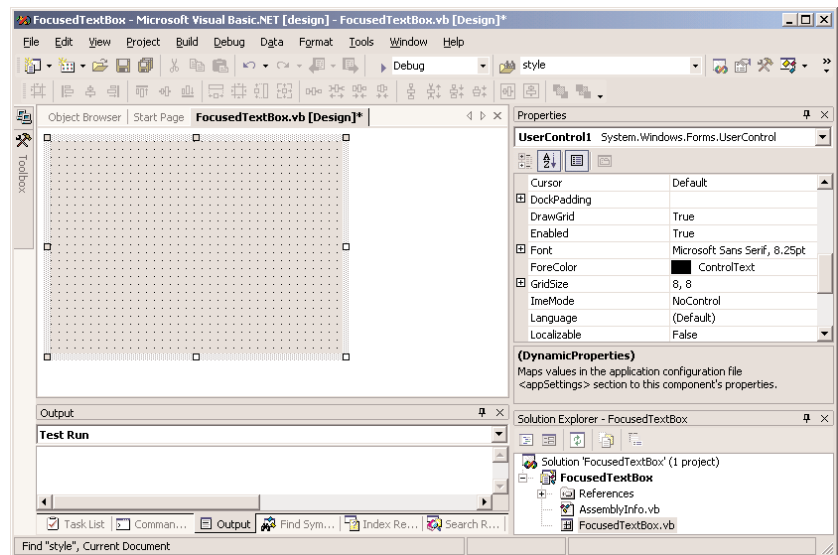 FocusedTextBox - Microsoft Visual Basic.NET [design] - FocusedTextBox.vb [Design]*
File Edit View Project Build Debug Data Format Tools Window Help
Debug style
Object Browser Start Page FocusedTextBox.vb [Design]*
Toolbox
Properties
UserControl1 System.Windows.Forms.UserControl
Cursor Default
DockPadding
DrawGrid True
Enabled True
Font Microsoft Sans Serif, 8.25pt
ForeColor ControlText
GridSize 8, 8
ImeMode NoControl
Language (Default)
Localizable False
(DynamicProperties)
Maps values in the application configuration file
<appSettings> section to this component's properties.
Output
Test Run
Task List Comman... Output Find Sym... Index Re... Search R...
Solution Explorer - FocusedTextBox
Solution 'FocusedTextBox' (1 project)
FocusedTextBox
References
AssemblyInfo.vb
FocusedTextBox.vb
Find "style", Current Document